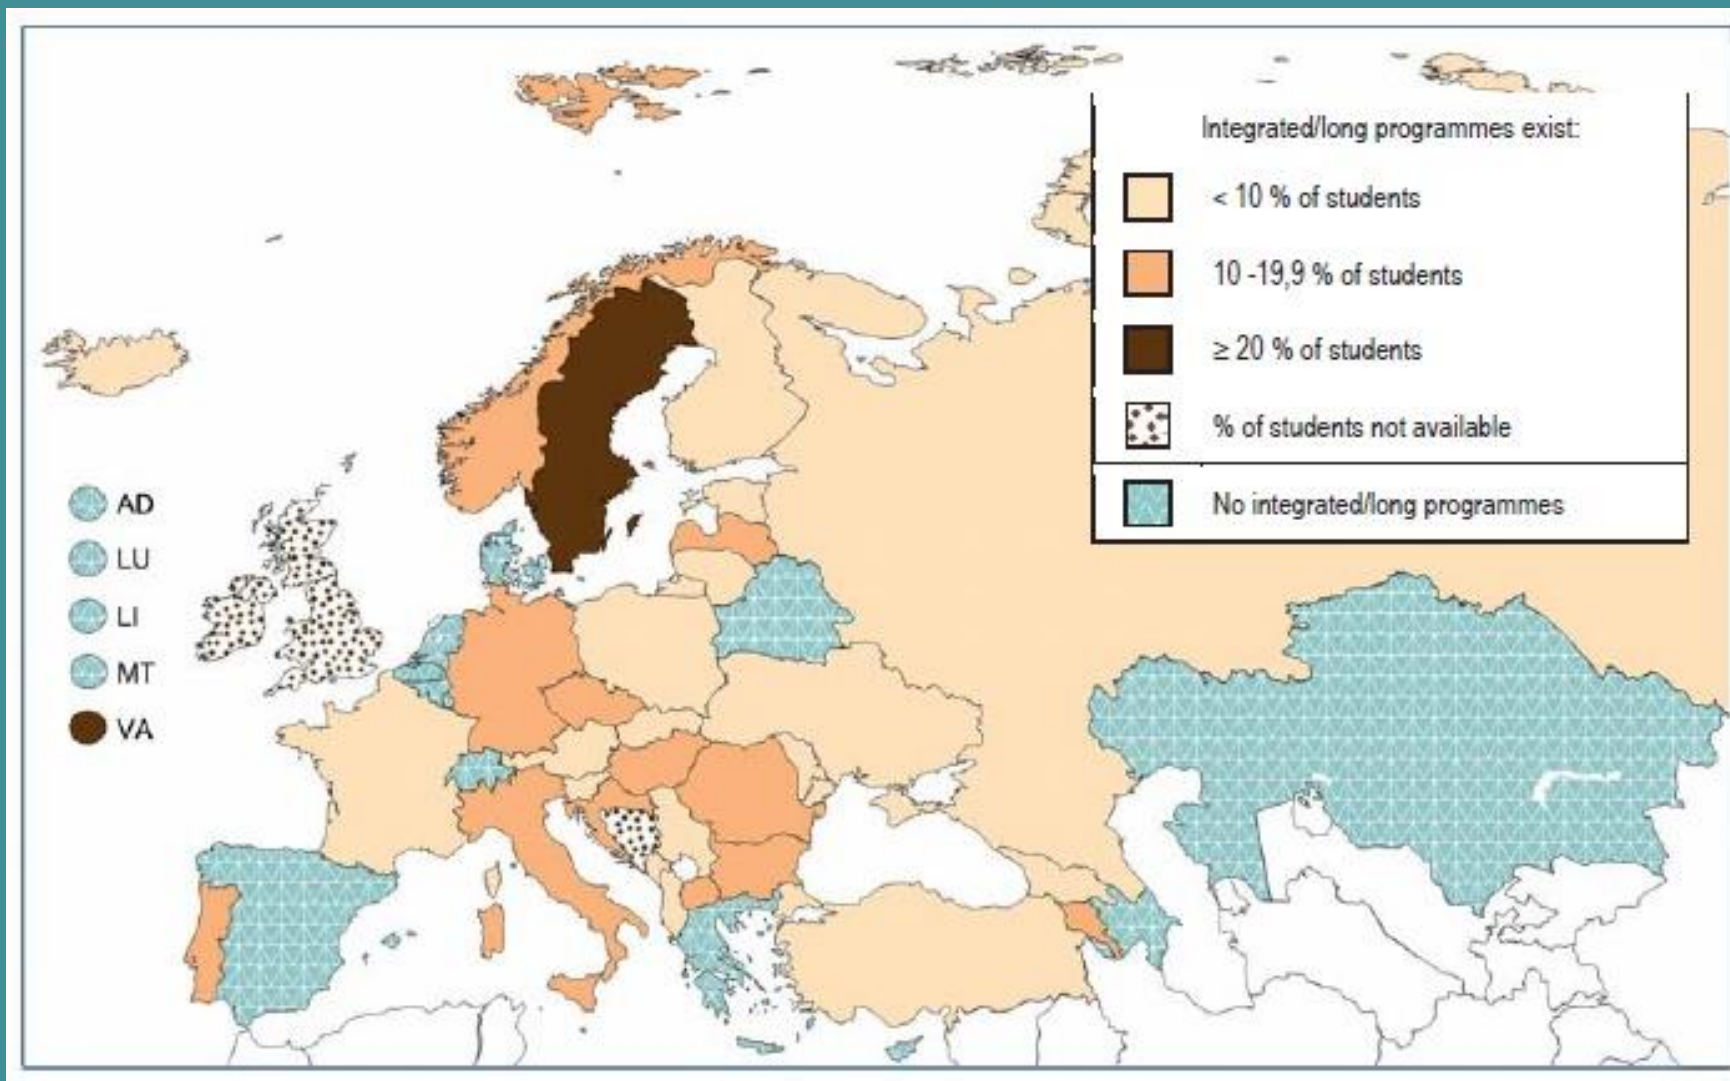 Integrated/long programmes exist:
< 10 % of students
10 -19,9 % of students
≥ 20 % of students
% of students not available
No integrated/long programmes
AD
LU
LI
MT
VA